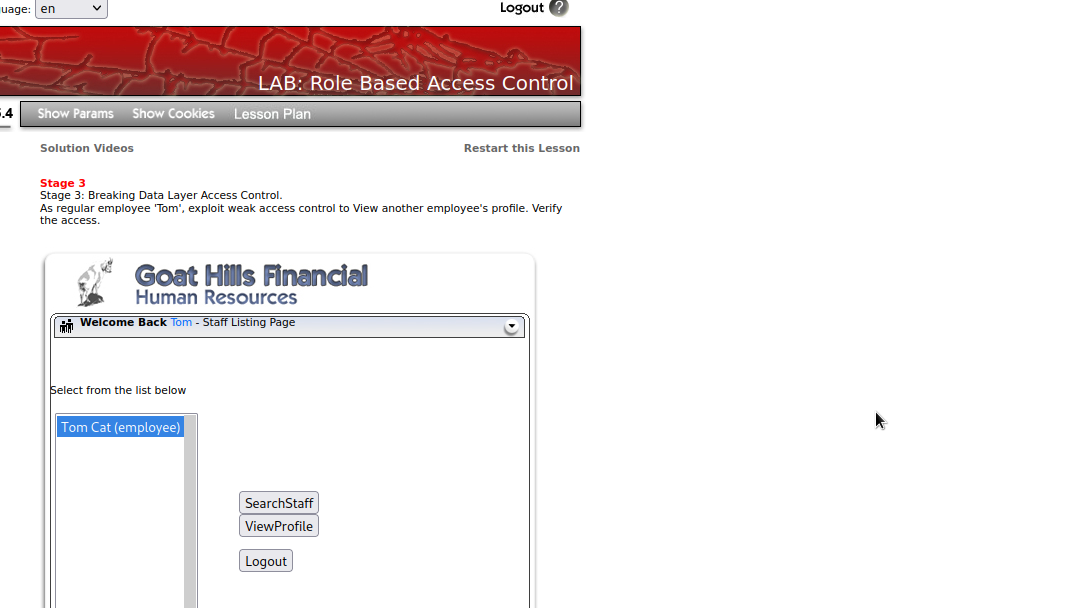 uage: en Logout ?
LAB: Role Based Access Control
5.4 Show Params Show Cookies Lesson Plan
Solution Videos Restart this Lesson
Stage 3
Stage 3: Breaking Data Layer Access Control.
As regular employee 'Tom', exploit weak access control to View another employee's profile. Verify
the access.
Goat Hills Financial
Human Resources
Welcome Back Tom - Staff Listing Page
Select from the list below
Tom Cat (employee)
SearchStaff
ViewProfile
Logout